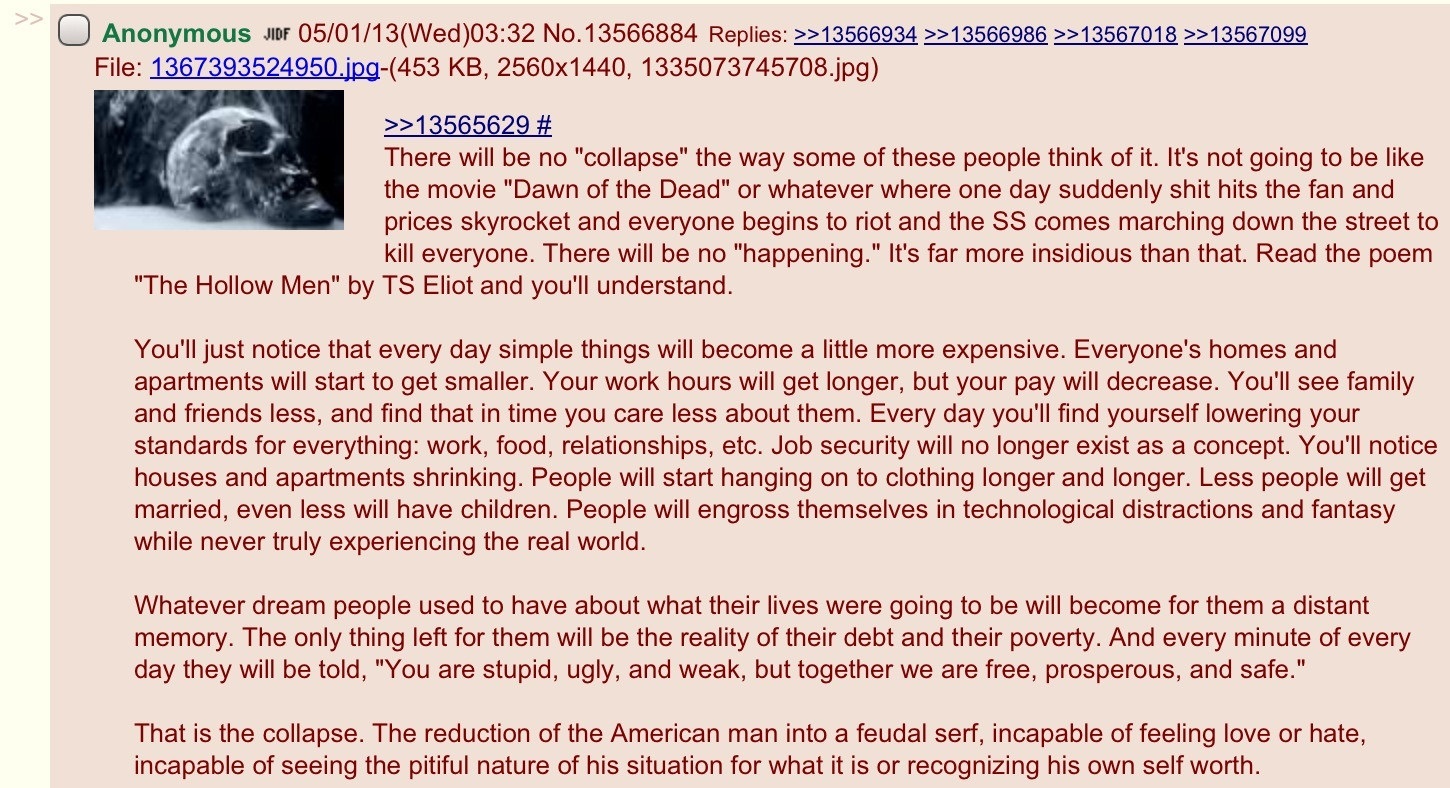 >>
Anonymous JIDF 05/01/13(Wed)03:32 No.13566884 Replies: >>13566934 >>13566986 >>13567018 >>13567099
File: 1367393524950.jpg-(453 KB, 2560x1440, 1335073745708.jpg)
>>13565629 #
There will be no "collapse" the way some of these people think of it. It's not going to be like
the movie "Dawn of the Dead" or whatever where one day suddenly shit hits the fan and
prices skyrocket and everyone begins to riot and the SS comes marching down the street to
kill everyone. There will be no "happening." It's far more insidious than that. Read the poem
"The Hollow Men" by TS Eliot and you'll understand.
You'll just notice that every day simple things will become a little more expensive. Everyone's homes and
apartments will start to get smaller. Your work hours will get longer, but your pay will decrease. You'll see family
and friends less, and find that in time you care less about them. Every day you'll find yourself lowering your
standards for everything: work, food, relationships, etc. Job security will no longer exist as a concept. You'll notice
houses and apartments shrinking. People will start hanging on to clothing longer and longer. Less people will get
married, even less will have children. People will engross themselves in technological distractions and fantasy
while never truly experiencing the real world.
Whatever dream people used to have about what their lives were going to be will become for them a distant
memory. The only thing left for them will be the reality of their debt and their poverty. And every minute of every
day they will be told, "You are stupid, ugly, and weak, but together we are free, prosperous, and safe."
That is the collapse. The reduction of the American man into a feudal serf, incapable of feeling love or hate,
incapable of seeing the pitiful nature of his situation for what it is or recognizing his own self worth.